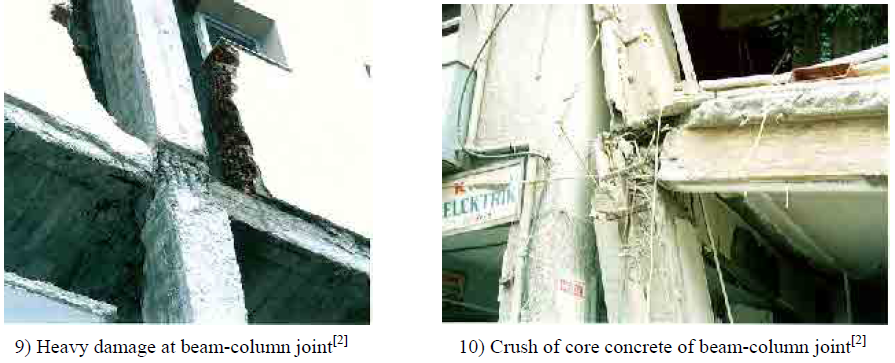 ELEKTRIK
9) Heavy damage at beam-column joint[2]
10) Crush of core concrete of beam-column joint[2]